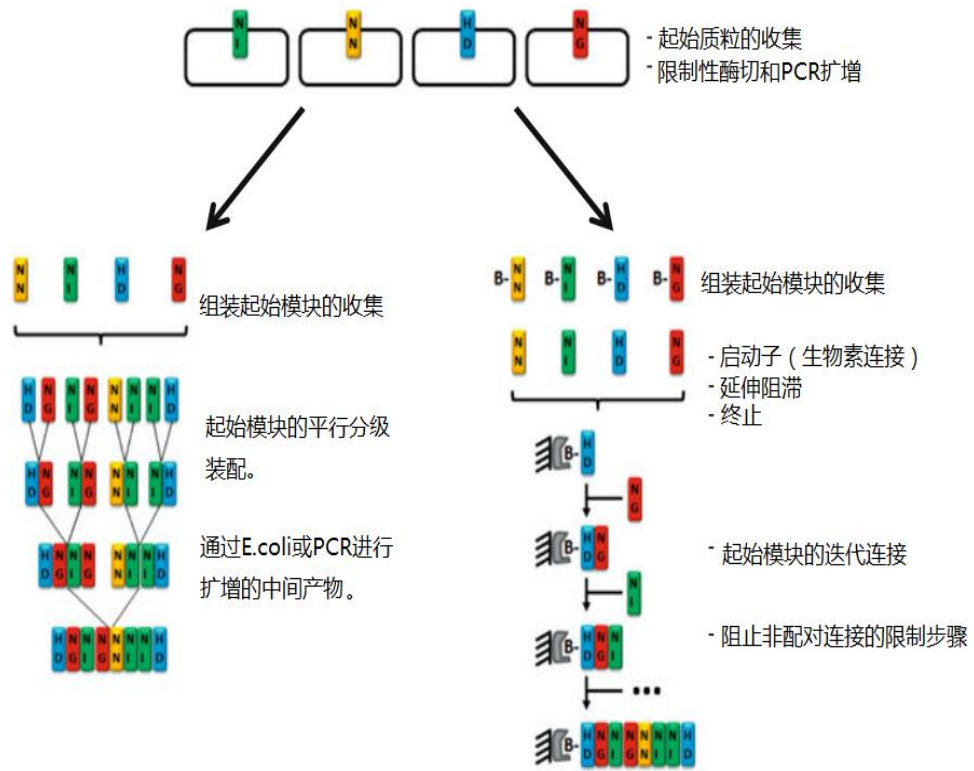 N N H N
I N D G
- 起始质粒的收集
- 限制性酶切和PCR扩增
N N H N
N I D G
组装起始模块的收集
H N N N N N N H
D G I G N I I D
起始模块的平行分级
装配。
H N N N N N N H
D G I G N I I D
通过E.coli或PCR进行
扩增的中间产物。
H N N N N N N H
D G I G N I I D
H N N N N N N H
D G I G N I I D
B- N B- N B- H B- N
N I D G
组装起始模块的收集
N N H N
N I D G
- 启动子（生物素连接）
- 延伸阻滞
- 终止
B- H
D
N
G
B- H N
D G
- 起始模块的迭代连接
N
I
B- H N N
D G I
- 阻止非配对连接的限制步骤
•••
B- H N N N N N N H
D G I G N I I D